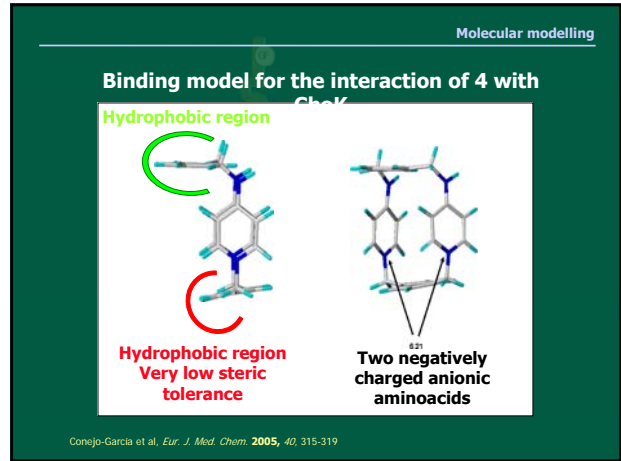 Molecular modelling
Binding model for the interaction of 4 with
ChoK
Hydrophobic region
6.21
Hydrophobic region
Very low steric
tolerance
Two negatively
charged anionic
aminoacids
Conejo-García et al, Eur. J. Med. Chem. 2005, 40, 315-319